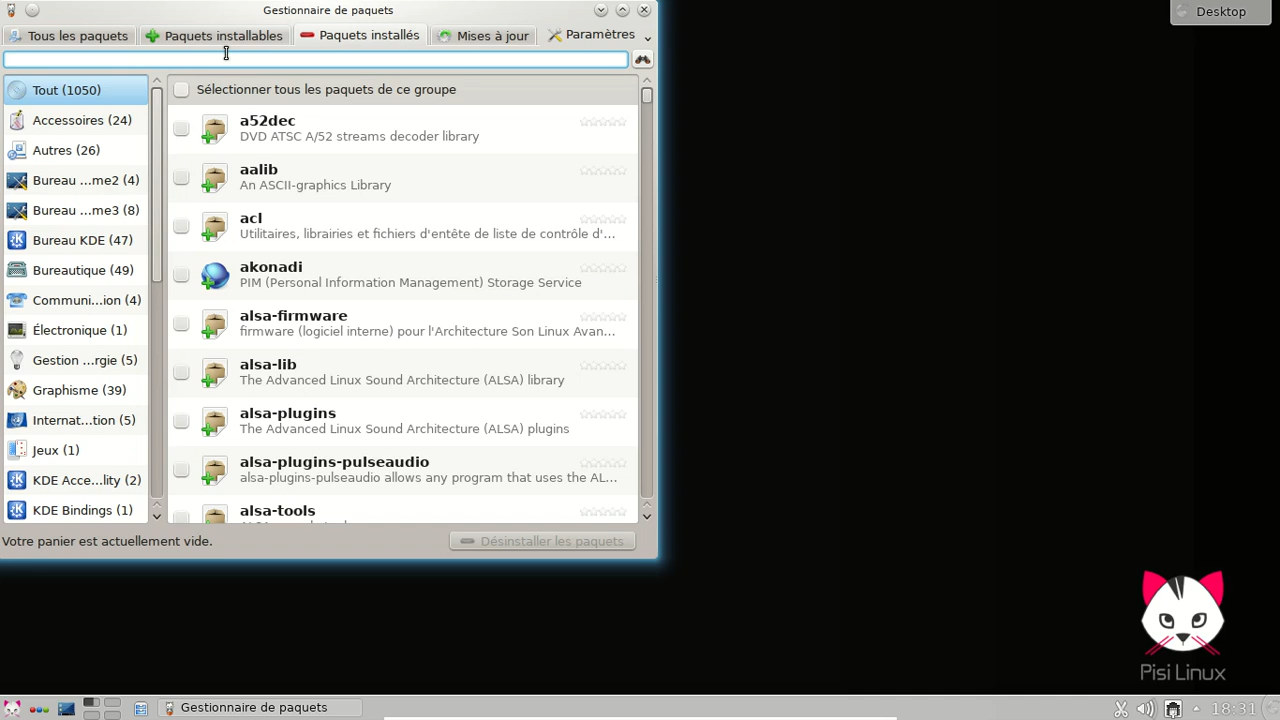 Gestionnaire de paquets
Desktop
Tous les paquets
Paquets installables
Paquets installés
Mises à jour
Paramètres
Tout (1050)
Accessoires (24)
Autres (26)
Bureau ...me2 (4)
Bureau ...me3 (8)
Bureau KDE (47)
Bureautique (49)
Communi...ion (4)
Électronique (1)
Gestion ...rgie (5)
Graphisme (39)
Internat...tion (5)
Jeux (1)
KDE Acce...lity (2)
KDE Bindings (1)
Sélectionner tous les paquets de ce groupe
a52dec
DVD ATSC A/52 streams decoder library
aalib
An ASCII-graphics Library
acl
Utilitaires, librairies et fichiers d'entête de liste de contrôle d'...
akonadi
PIM (Personal Information Management) Storage Service
alsa-firmware
firmware (logiciel interne) pour l'Architecture Son Linux Avan...
alsa-lib
The Advanced Linux Sound Architecture (ALSA) library
alsa-plugins
The Advanced Linux Sound Architecture (ALSA) plugins
alsa-plugins-pulseaudio
alsa-plugins-pulseaudio allows any program that uses the AL...
alsa-tools
Votre panier est actuellement vide.
Désinstaller les paquets
Pisi Linux
Gestionnaire de paquets
18:31